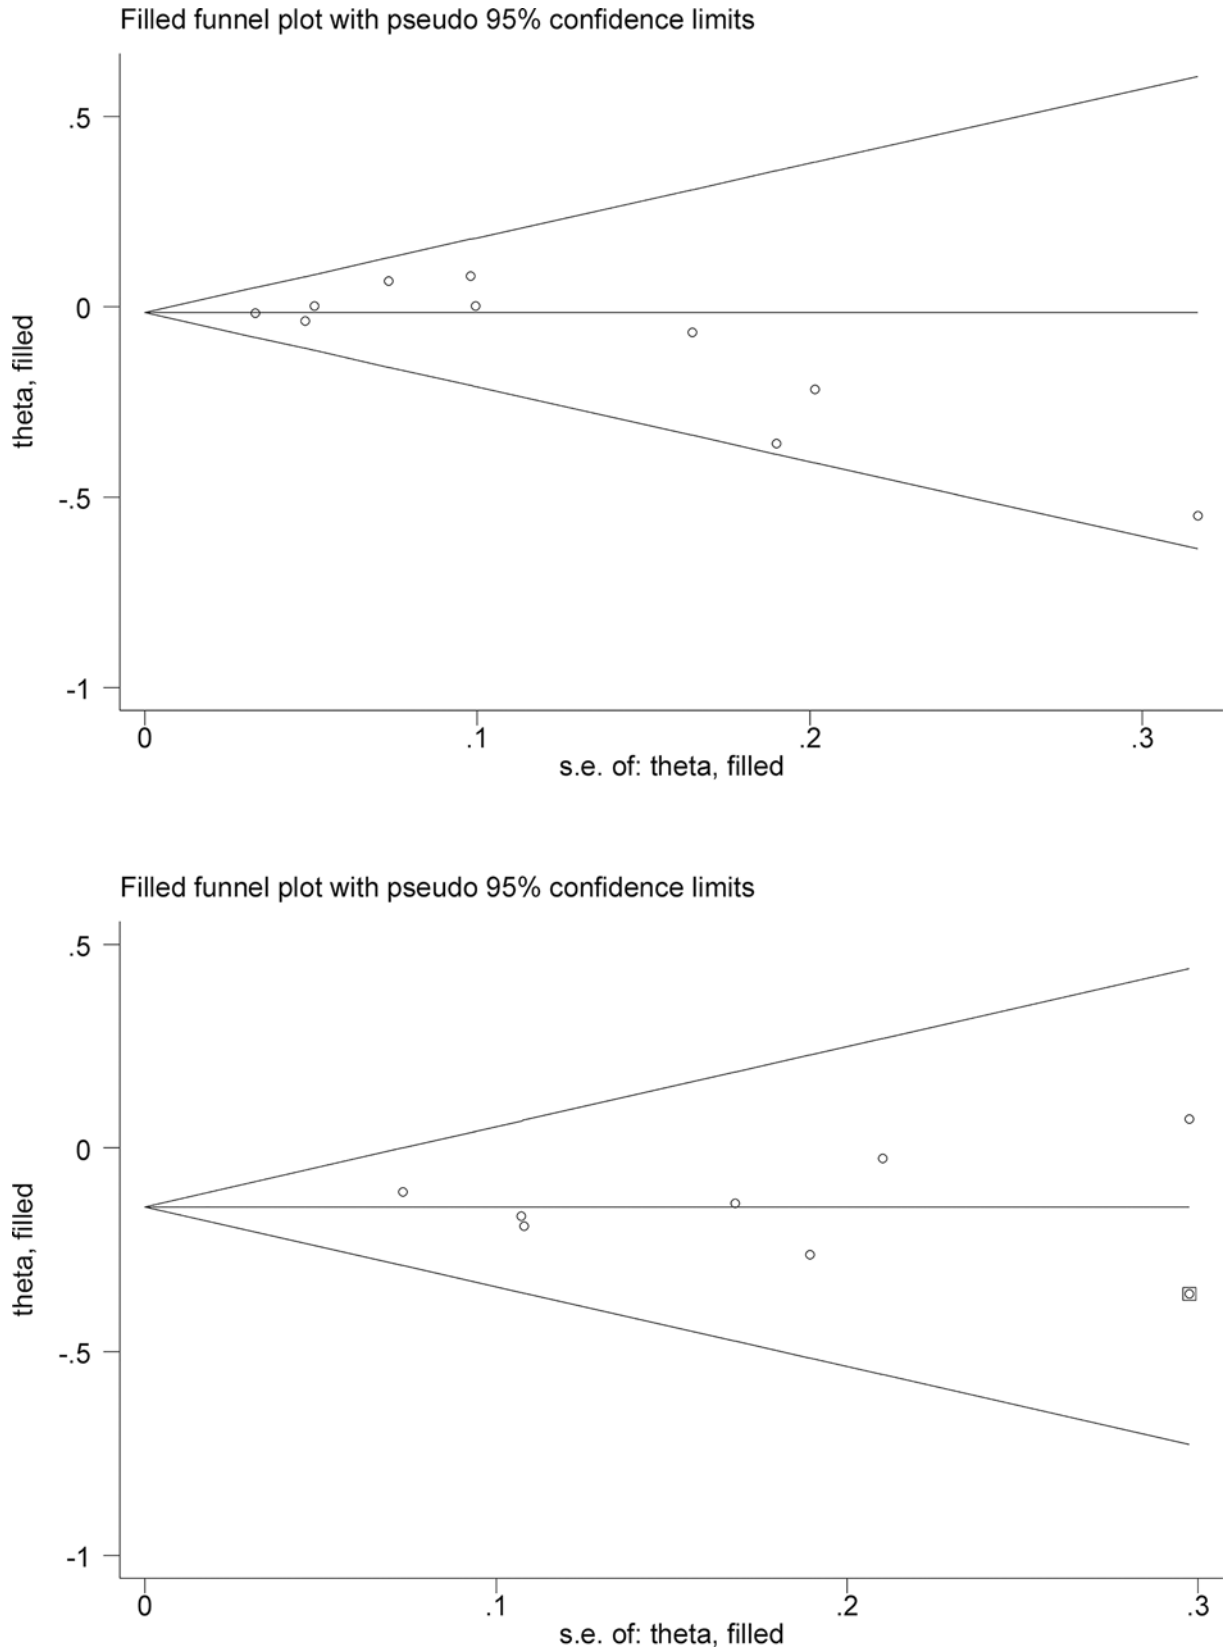 Filled funnel plot with pseudo 95% confidence limits
.5
0
-.5
-1
theta, filled
0 .1 .2 .3
s.e. of: theta, filled
Filled funnel plot with pseudo 95% confidence limits
.5
0
-.5
-1
theta, filled
0 .1 .2 .3
s.e. of: theta, filled